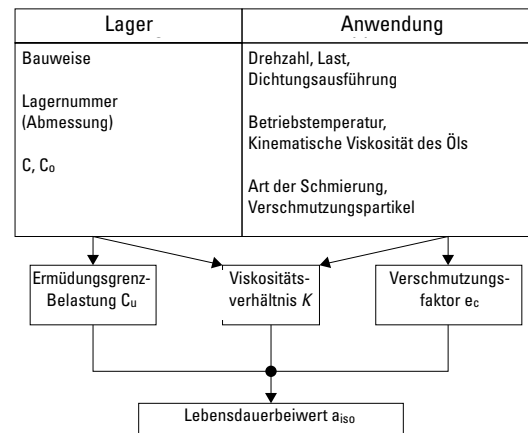 Lager
Anwendung
Bauweise
Lagernummer
(Abmessung)
C, Co
Drehzahl, Last,
Dichtungsausführung
Betriebstemperatur,
Kinematische Viskosität des Öls
Art der Schmierung,
Verschmutzungspartikel
Ermüdungsgrenz-
Belastung Cu
Viskositäts-
verhältnis K
Verschmutzungs-
faktor ec
Lebensdauerbeiwert aiso